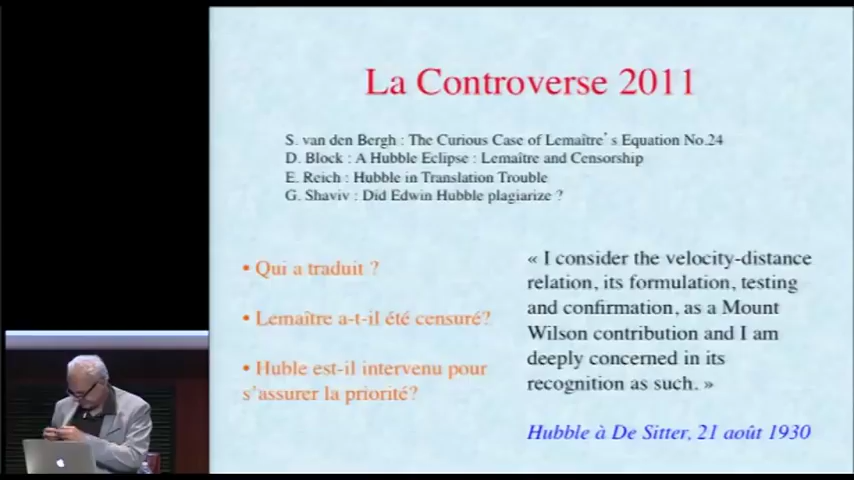 La Controverse 2011
S. van den Bergh : The Curious Case of Lemaître's Equation No.24
D. Block : A Hubble Eclipse : Lemaître and Censorship
E. Reich : Hubble in Translation Trouble
G. Shaviv : Did Edwin Hubble plagiarize ?
• Qui a traduit ?
• Lemaître a-t-il été censuré?
• Huble est-il intervenu pour
s'assurer la priorité?
« I consider the velocity-distance
relation, its formulation, testing
and confirmation, as a Mount
Wilson contribution and I am
deeply concerned in its
recognition as such. »
Hubble à De Sitter, 21 août 1930